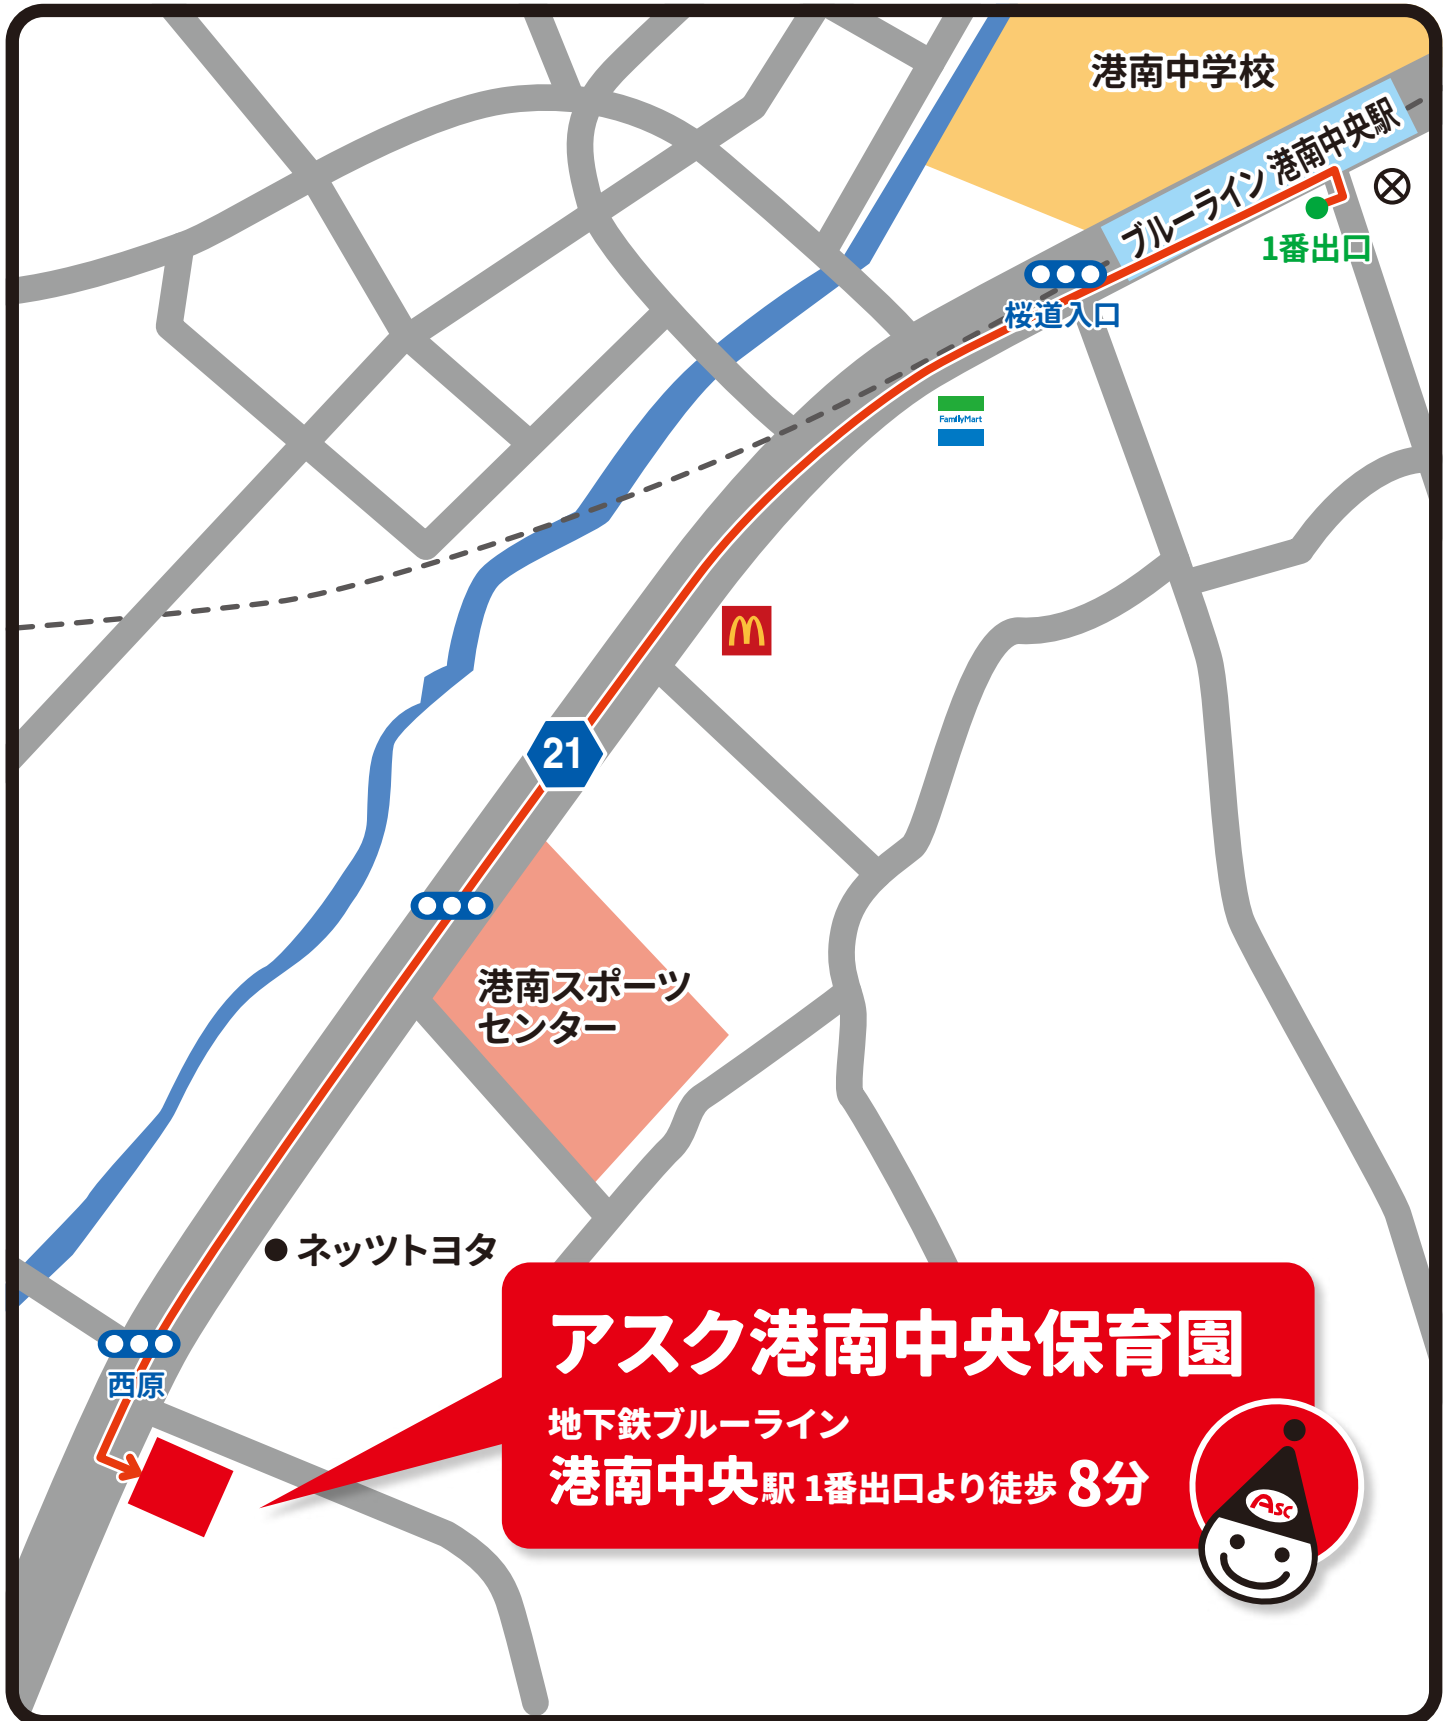 港南中学校
ブルーライン 港南中央駅
1番出口
桜道入口
FamilyMart
21
港南スポーツ
センター
ネッツトヨタ
西原
アスク港南中央保育園
地下鉄ブルーライン
港南中央駅 1番出口より徒歩 8分
Asc